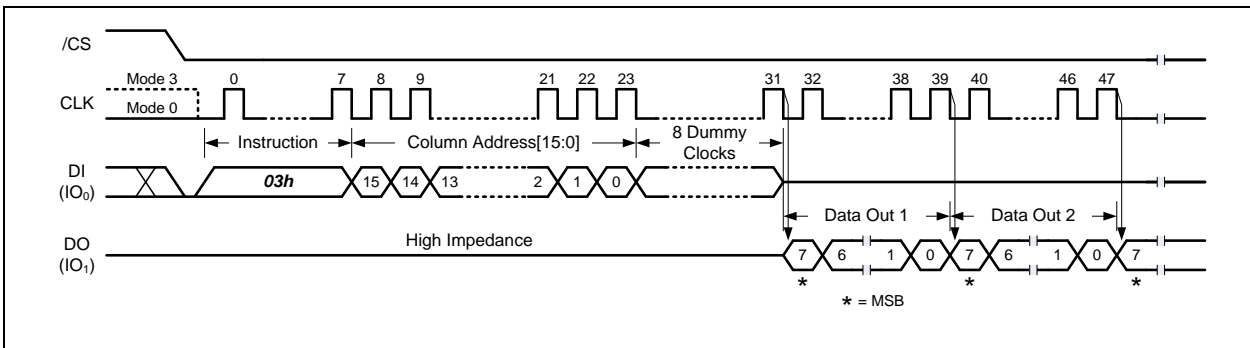 /CS
Mode 3 0 7 8 9 21 22 23 31 32 38 39 40 46 47
CLK Mode 0
Instruction Column Address[15:0] 8 Dummy Clocks
DI (IO0) 03h 15 14 13 2 1 0
Data Out 1 Data Out 2
DO (IO1) High Impedance 7 6 1 0 7 6 1 0 7
* * *
* = MSB